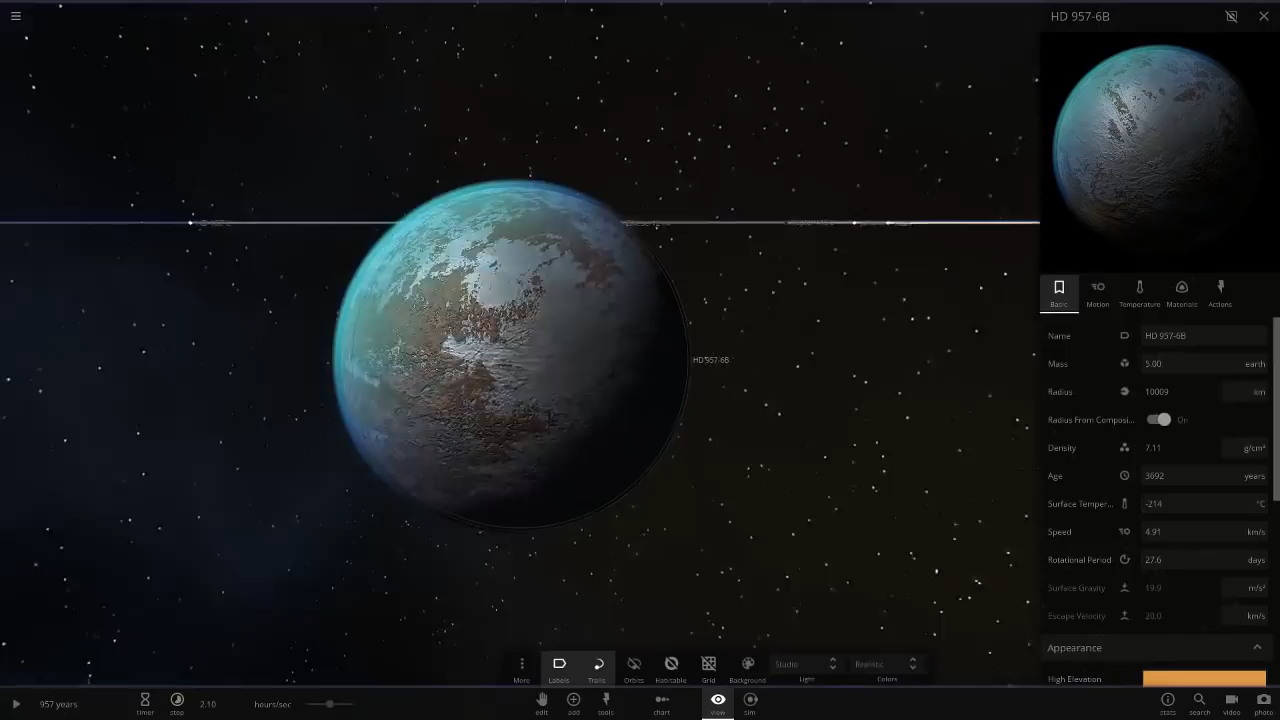 HD 957-6B
HD 957-6B
Basic
Motion
Temperature
Materials
Actions
Name HD 957-6B
Mass 5.00 earth
Radius 10009 km
Radius From Composi... On
Density 7.11 g/cm³
Age 3692 years
Surface Temper... -214 °C
Speed 4.91 km/s
Rotational Period 27.6 days
Surface Gravity 19.9 m/s²
Escape Velocity 20.0 km/s
Appearance
High Elevation
More
Labels
Trails
Orbits
Habitable
Grid
Background
Studio
Light
Realistic
Colors
957 years
timer
step
2.10 hours/sec
edit
add
tools
chart
view
sim
stats
search
video
photo